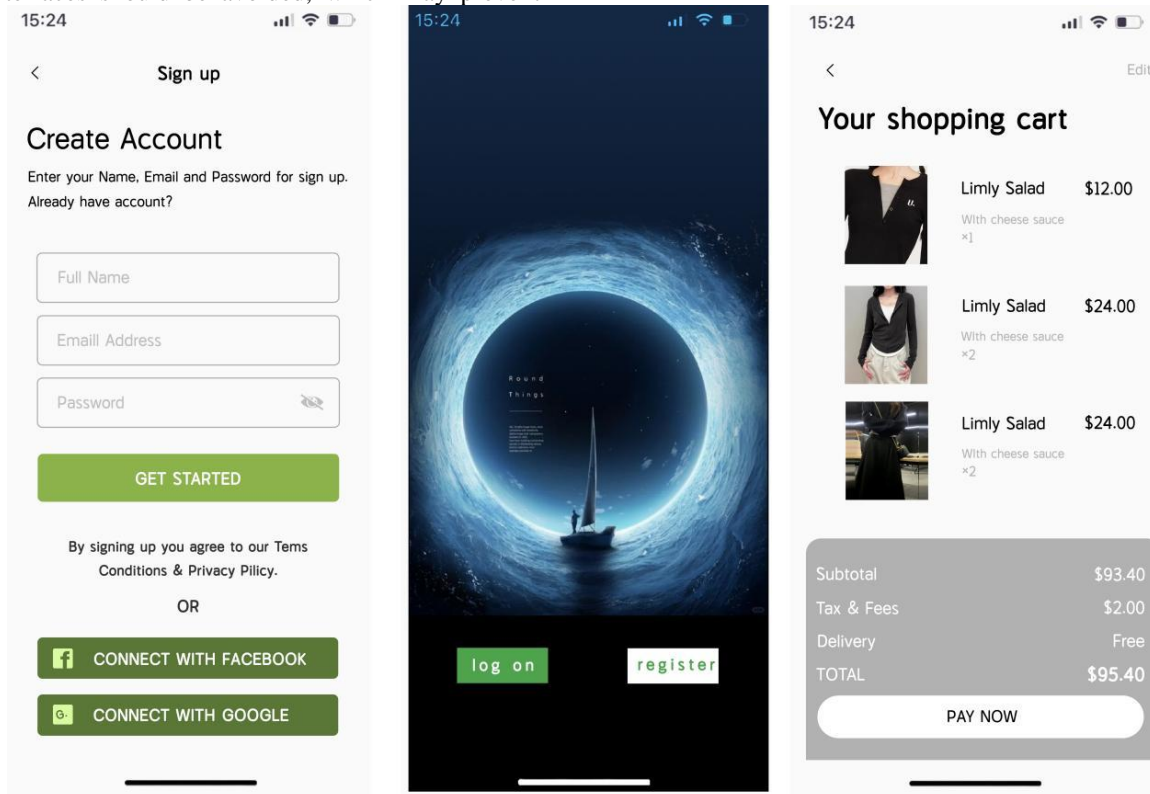 15:24
Sign up
Create Account
Enter your Name, Email and Password for sign up.
Already have account?
Full Name
Emaill Address
Password
GET STARTED
By signing up you agree to our Tems
Conditions & Privacy Pilicy.
OR
f CONNECT WITH FACEBOOK
G- CONNECT WITH GOOGLE
15:24
Round
Things
log on
register
15:24
Edit
Your shopping cart
Limly Salad $12.00
With cheese sauce
×1
Limly Salad $24.00
With cheese sauce
×2
Limly Salad $24.00
With cheese sauce
×2
Subtotal $93.40
Tax & Fees $2.00
Delivery Free
TOTAL $95.40
PAY NOW